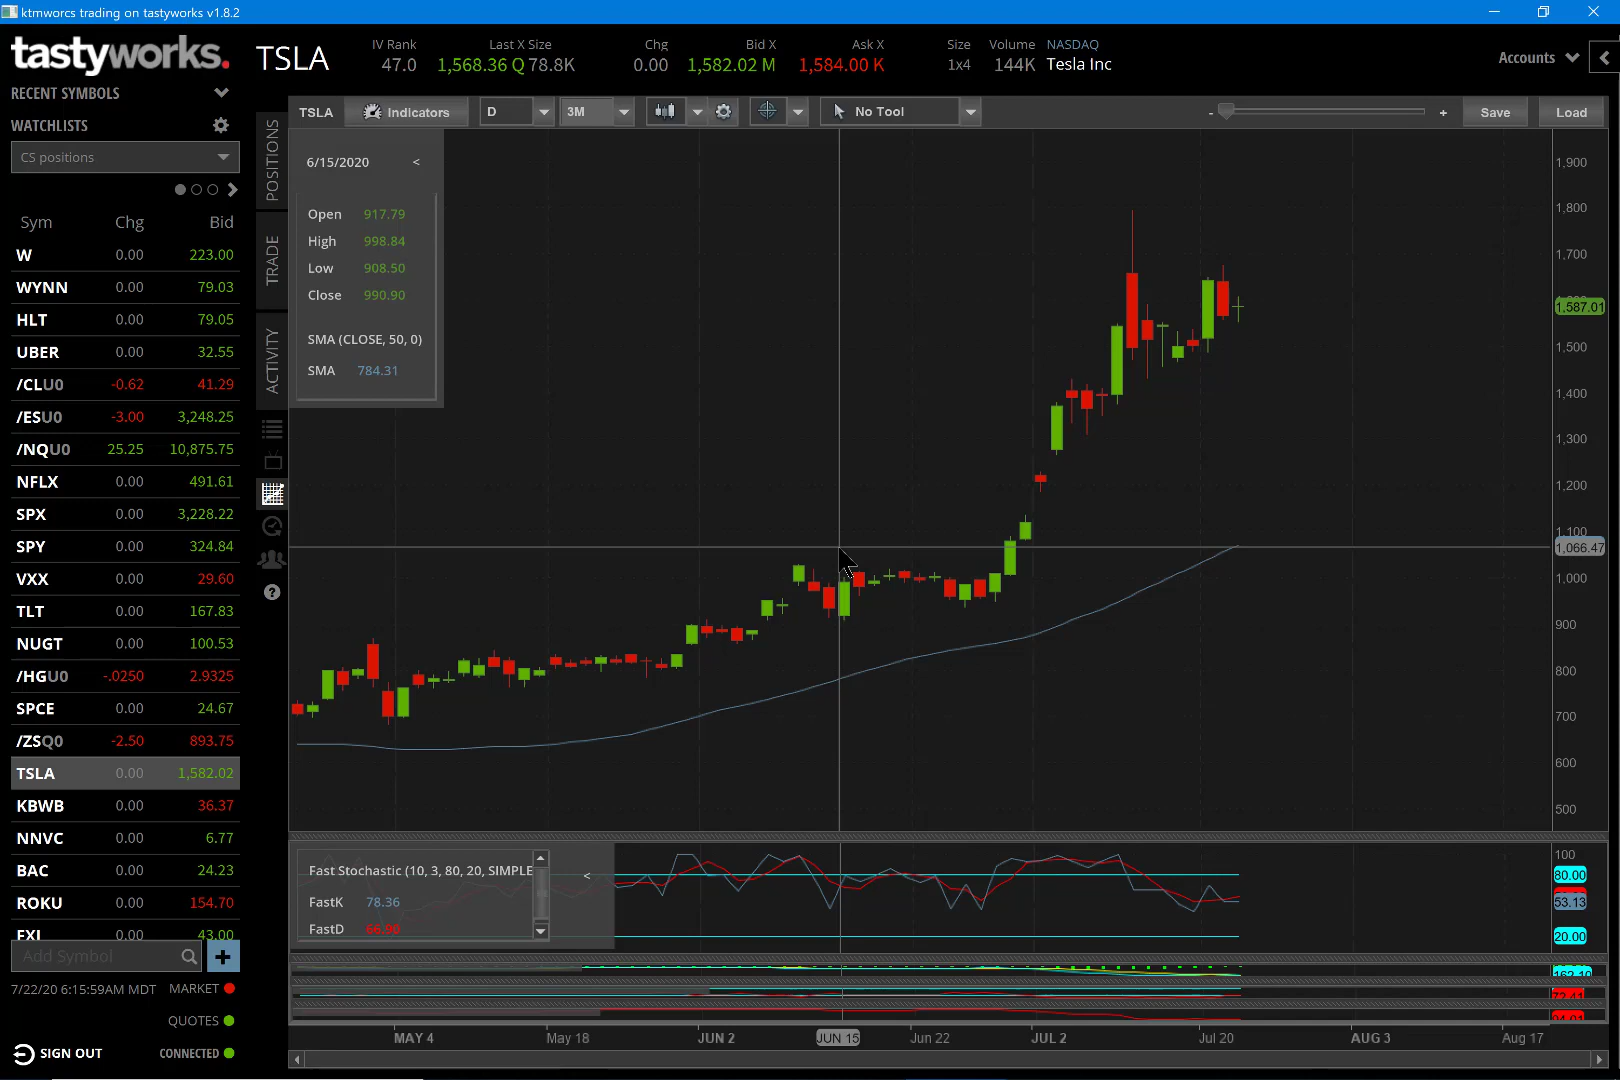 ktmworcs trading on tastyworks v1.8.2
tastyworks.
TSLA
IV Rank
47.0
Last X Size
1,568.36 Q 78.8K
Chg
0.00
Bid X
1,582.02 M
Ask X
1,584.00 K
Size
1x4
Volume
144K
NASDAQ
Tesla Inc
Accounts
RECENT SYMBOLS
WATCHLISTS
CS positions
Sym Chg Bid
W 0.00 223.00
WYNN 0.00 79.03
HLT 0.00 79.05
UBER 0.00 32.55
/CLU0 -0.62 41.29
/ESU0 -3.00 3,248.25
/NQU0 25.25 10,875.75
NFLX 0.00 491.61
SPX 0.00 3,228.22
SPY 0.00 324.84
VXX 0.00 29.60
TLT 0.00 167.83
NUGT 0.00 100.53
/HGU0 -.0250 2.9325
SPCE 0.00 24.67
/ZSQ0 -2.50 893.75
TSLA 0.00 1,582.02
KBWB 0.00 36.37
NNVC 0.00 6.77
BAC 0.00 24.23
ROKU 0.00 154.70
FXI 0.00 43.00
Add Symbol
7/22/20 6:15:59AM MDT MARKET
QUOTES
SIGN OUT
CONNECTED
POSITIONS
TRADE
ACTIVITY
?
TSLA Indicators D 3M No Tool - + Save Load
6/15/2020 <
Open 917.79
High 998.84
Low 908.50
Close 990.90
SMA (CLOSE, 50, 0)
SMA 784.31
1,900
1,800
1,700
1,587.01
1,500
1,400
1,300
1,200
1,100
1,066.47
1,000
900
800
700
600
500
Fast Stochastic (10, 3, 80, 20, SIMPLE
<
FastK 78.36
FastD 66.90
100
80.00
53.13
20.00
MAY 4
May 18
JUN 2
JUN 15
Jun 22
JUL 2
Jul 20
AUG 3
Aug 17